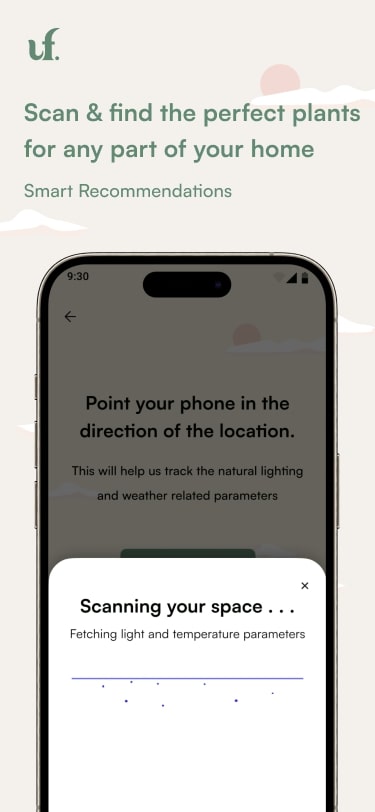 uf.
Scan & find the perfect plants
for any part of your home
Smart Recommendations
9:30
Point your phone in the
direction of the location.
This will help us track the natural lighting
and weather related parameters
Scanning your space . . .
Fetching light and temperature parameters